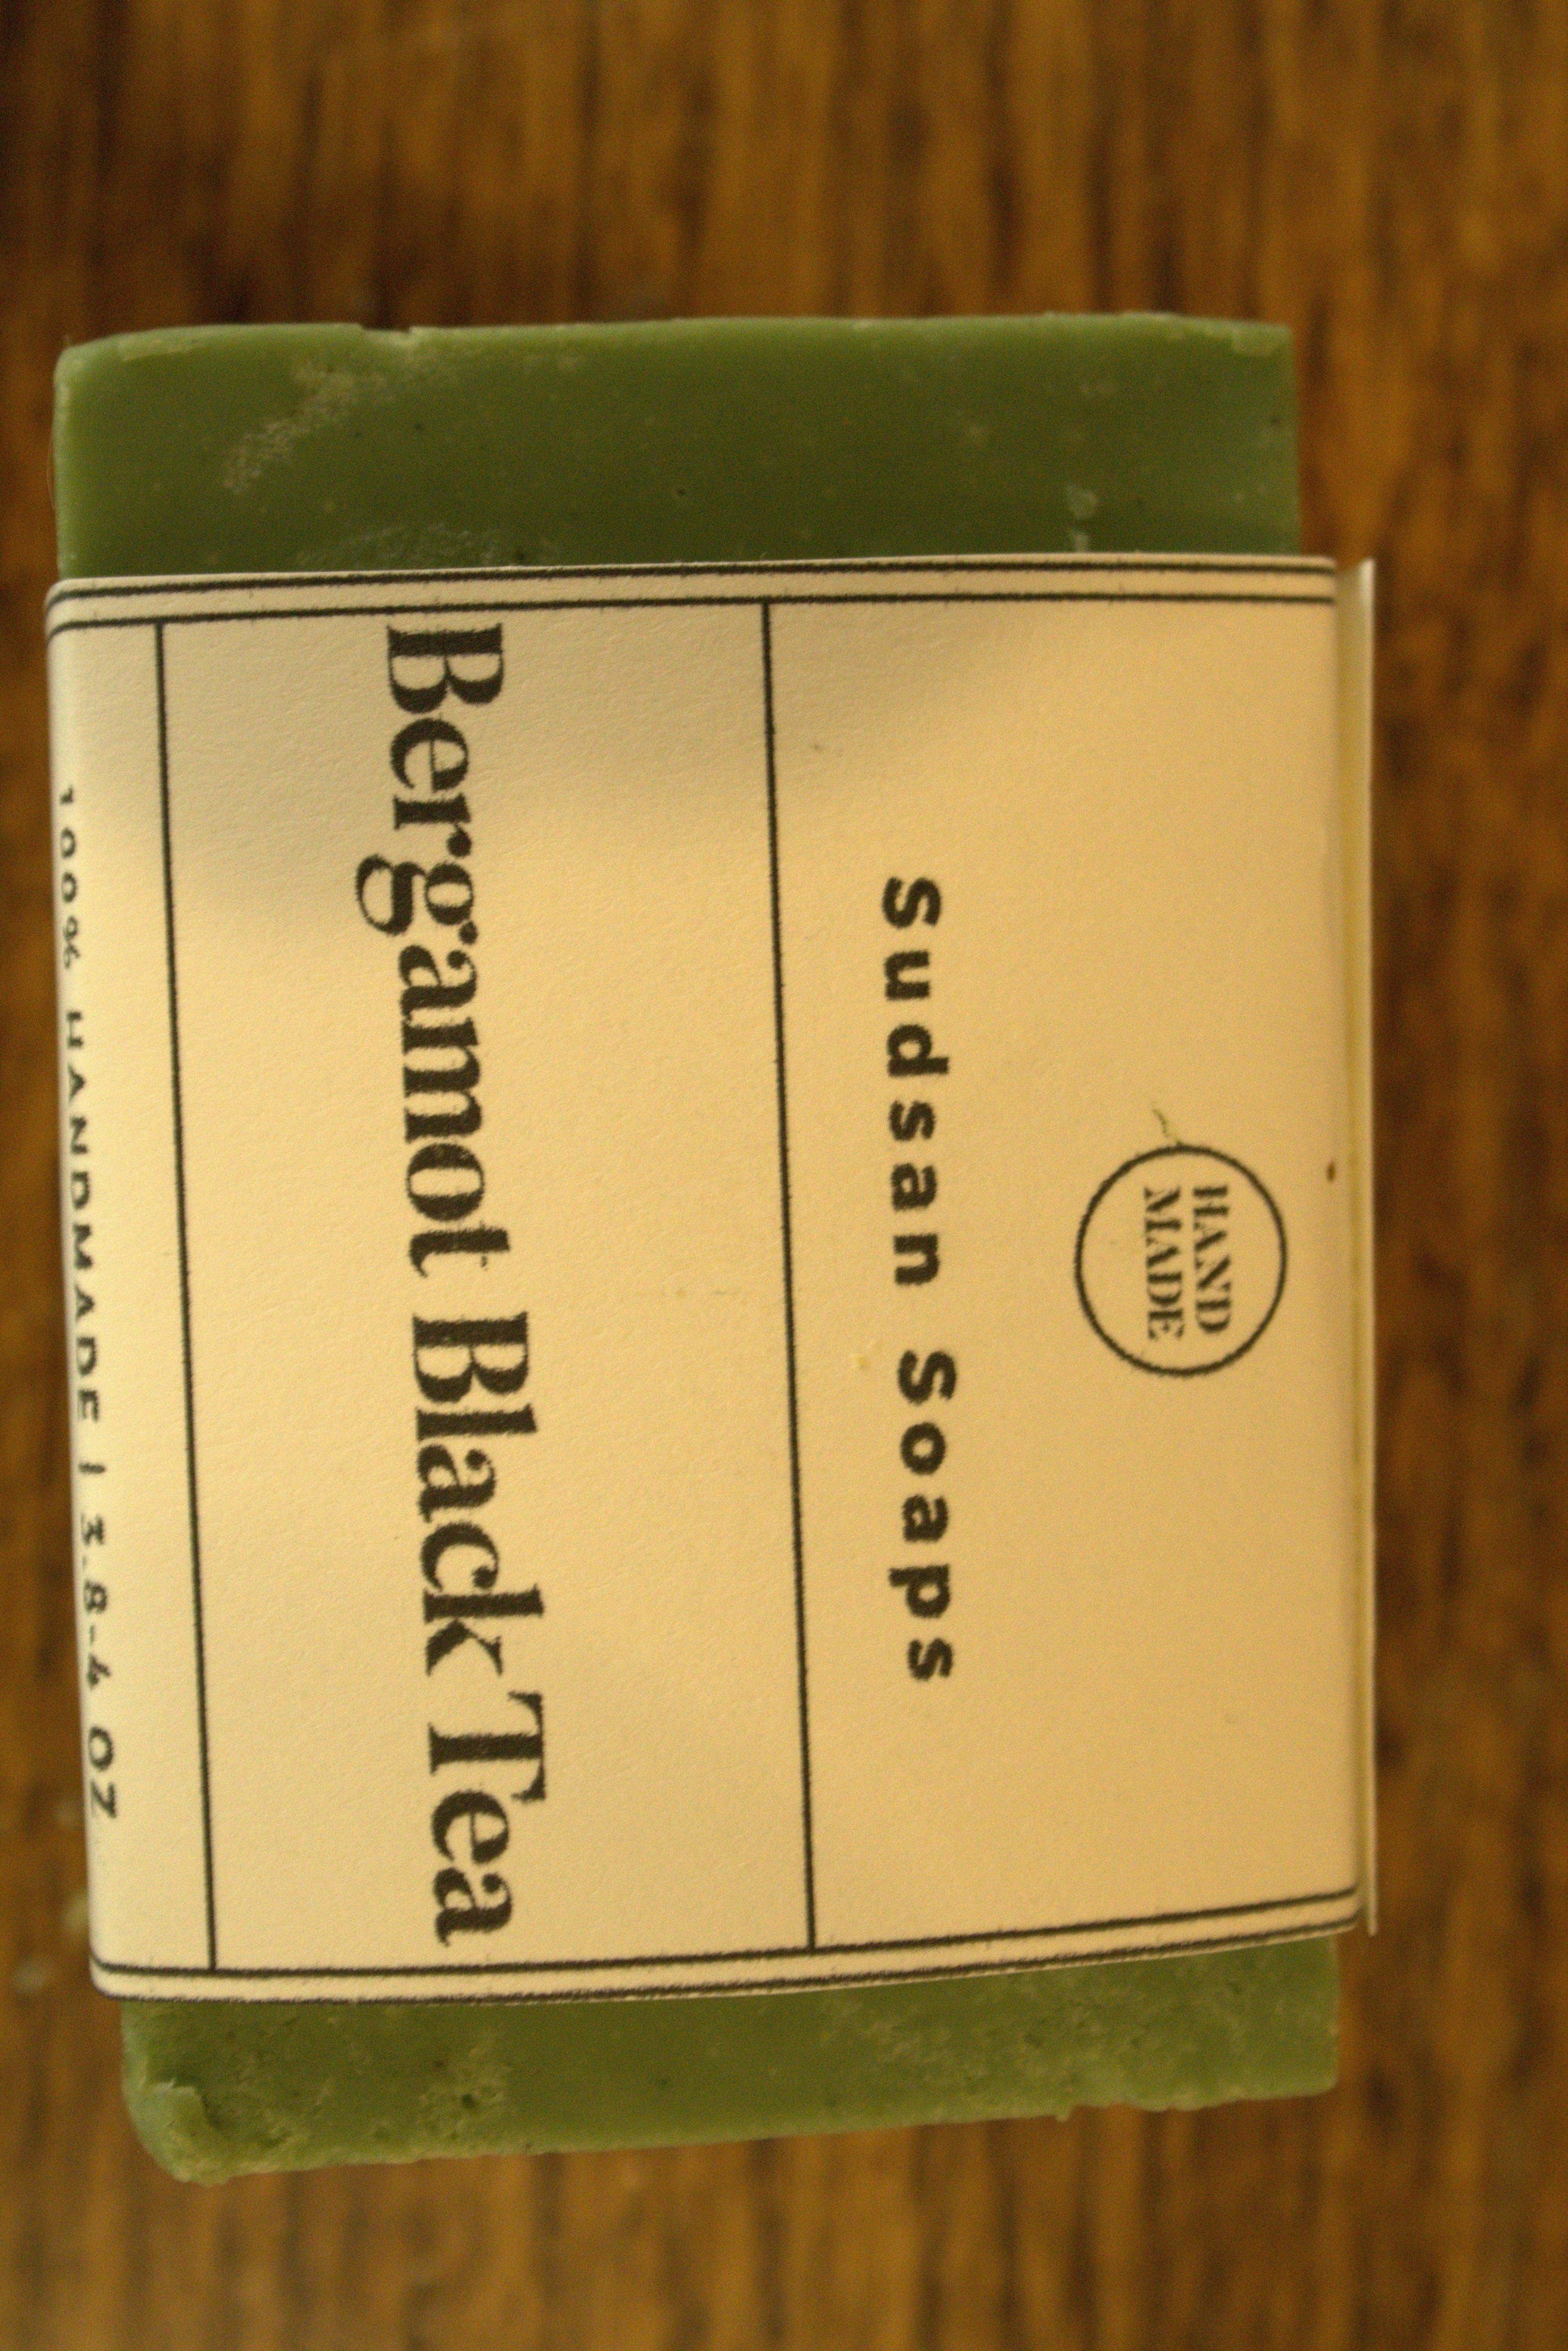 HAND
MADE
Sudsan Soaps
Bergamot Black Tea
100% HANDMADE | 3.8-4 OZ